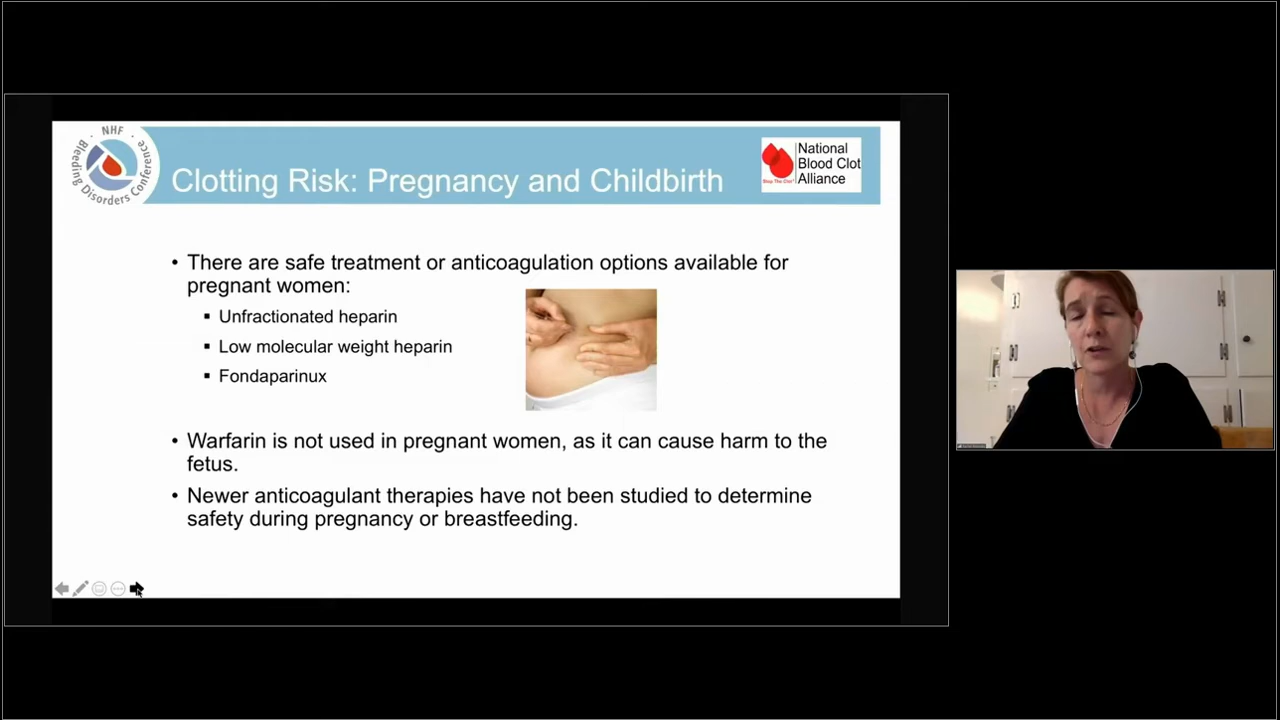 NHF
Bleeding Disorders Conference
Clotting Risk: Pregnancy and Childbirth
National
Blood Clot
Alliance
Stop The Clot
• There are safe treatment or anticoagulation options available for
pregnant women:
▪ Unfractionated heparin
▪ Low molecular weight heparin
▪ Fondaparinux
• Warfarin is not used in pregnant women, as it can cause harm to the
fetus.
• Newer anticoagulant therapies have not been studied to determine
safety during pregnancy or breastfeeding.